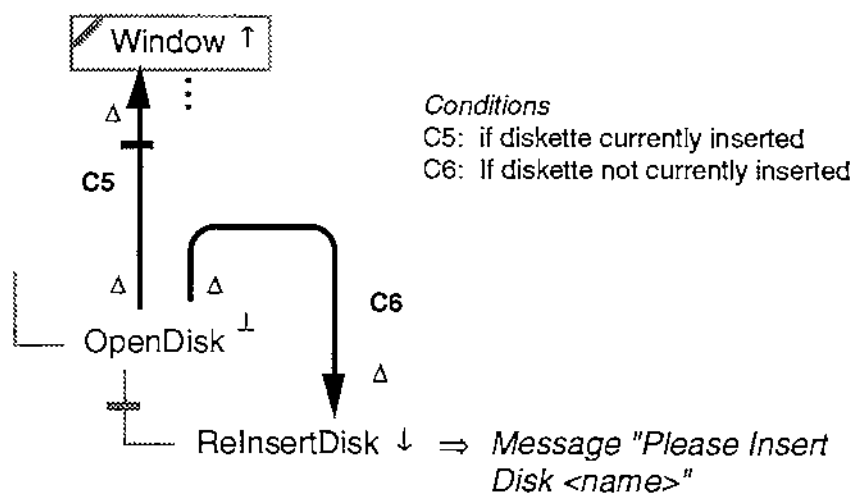 Window ↑
Δ
Conditions
C5: if diskette currently inserted
C6: If diskette not currently inserted
C5
Δ Δ
C6
OpenDisk ⊥
Δ
ReInsertDisk ↓ ⇒ Message "Please Insert
Disk <name>"